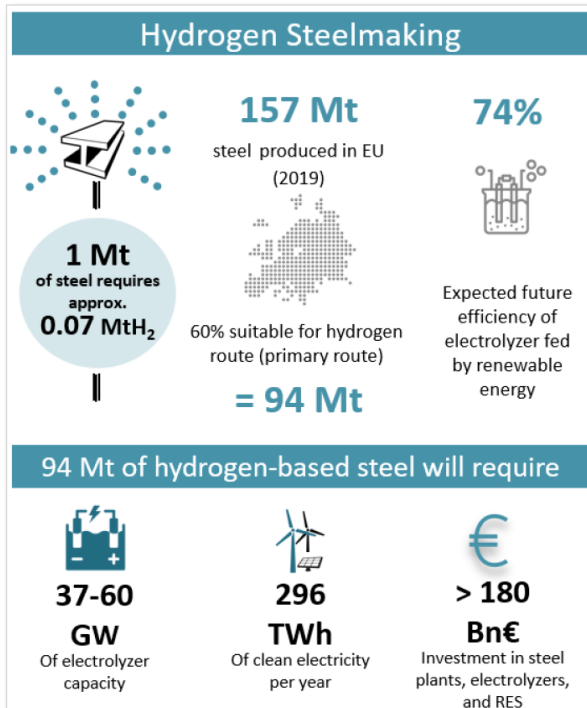 Hydrogen Steelmaking
1 Mt
of steel requires
approx.
0.07 MtH₂
157 Mt
steel produced in EU
(2019)
60% suitable for hydrogen
route (primary route)
= 94 Mt
74%
Expected future
efficiency of
electrolyzer fed
by renewable
energy
94 Mt of hydrogen-based steel will require
37-60
GW
Of electrolyzer
capacity
296
TWh
Of clean electricity
per year
€
> 180
Bn€
Investment in steel
plants, electrolyzers,
and RES